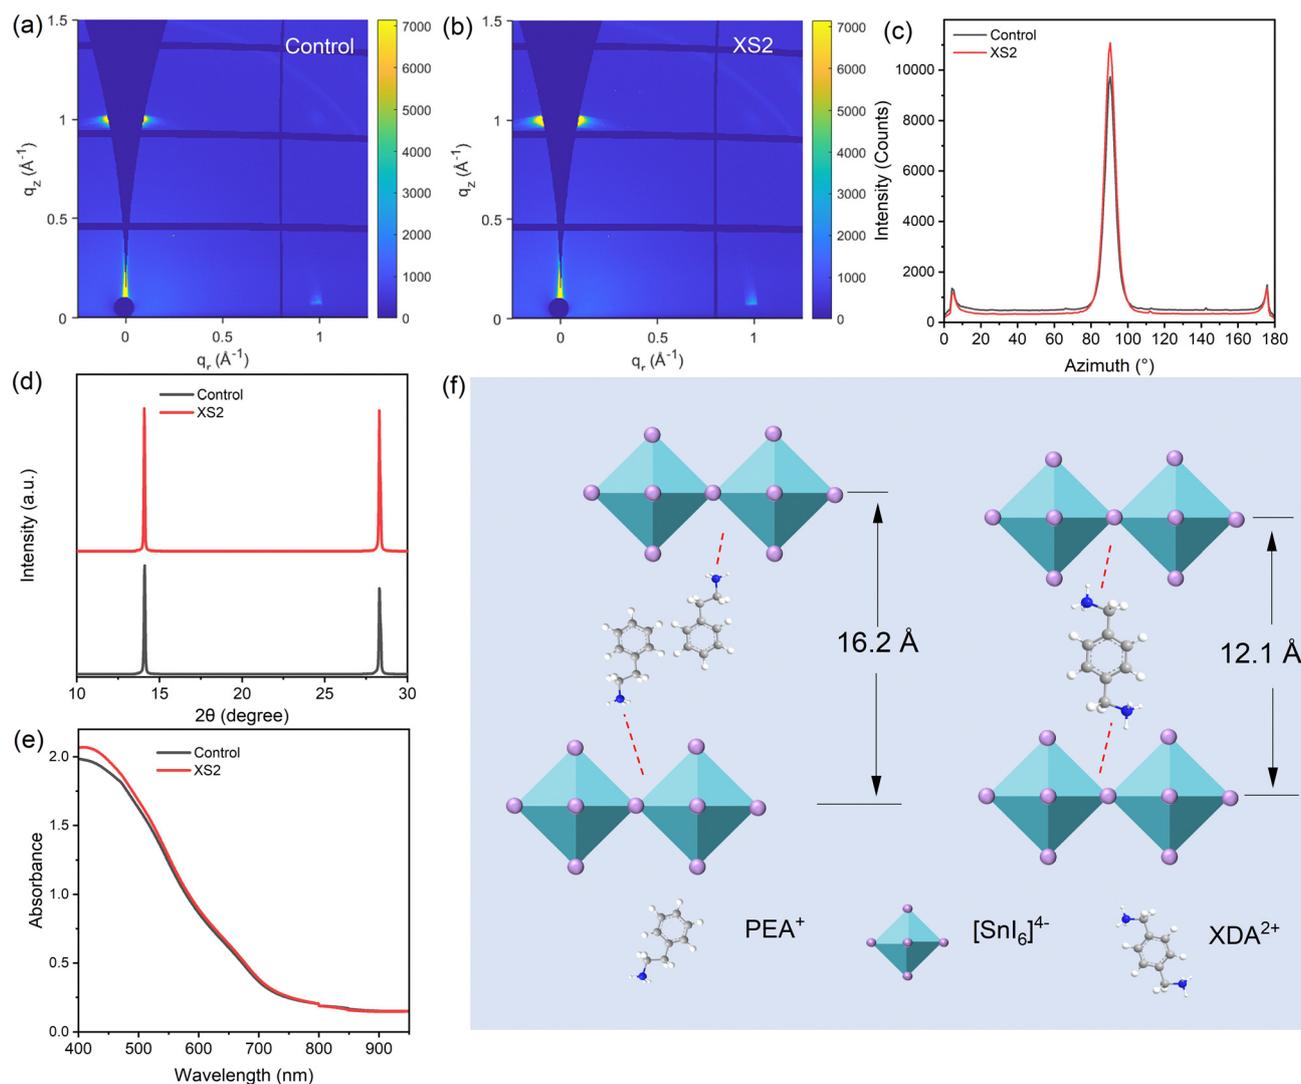 (a)
1.5
1
0.5
0
q_z (Å⁻¹)
Control
0
0.5
1
q_r (Å⁻¹)
7000
6000
5000
4000
3000
2000
1000
0
(b)
1.5
1
0.5
0
q_z (Å⁻¹)
XS2
0
0.5
1
q_r (Å⁻¹)
7000
6000
5000
4000
3000
2000
1000
0
(c)
Control
XS2
10000
8000
6000
4000
2000
0
Intensity (Counts)
0 20 40 60 80 100 120 140 160 180
Azimuth (°)
(d)
Control
XS2
Intensity (a.u.)
10 15 20 25 30
2θ (degree)
(e)
Control
XS2
2.0
1.5
1.0
0.5
0.0
Absorbance
400 500 600 700 800 900
Wavelength (nm)
(f)
16.2 Å
12.1 Å
PEA⁺
[SnI₆]⁴⁻
XDA²⁺